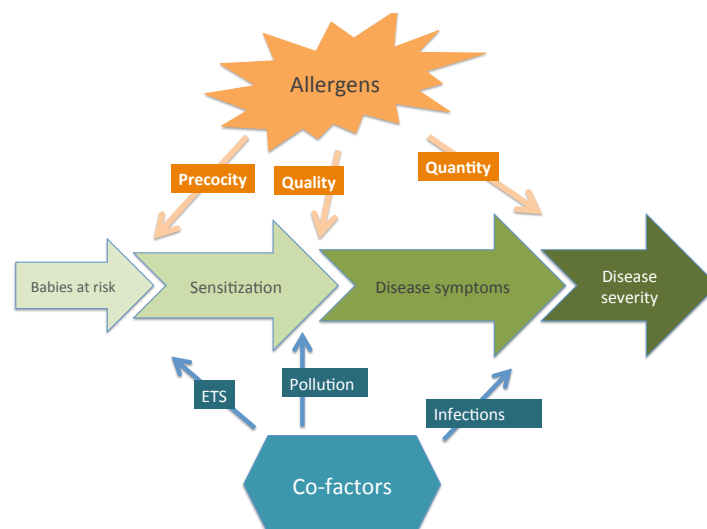 Allergens
Precocity
Quality
Quantity
Babies at risk
Sensitization
Disease symptoms
Disease
severity
ETS
Pollution
Infections
Co-factors